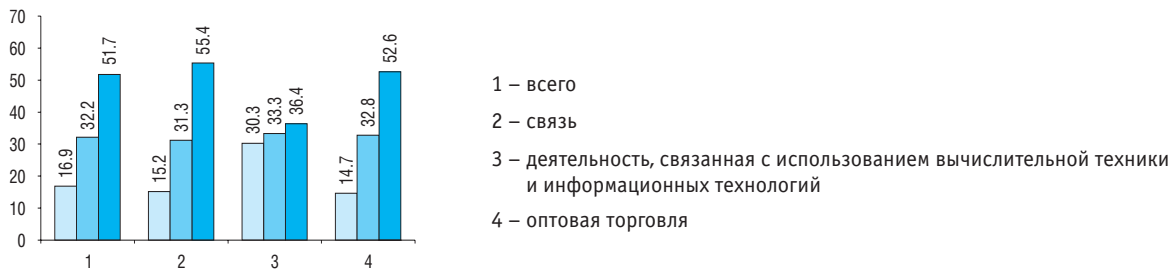 70
60
50
40
30
20
10
0
16.9 32.2 51.7
15.2 31.3 55.4
30.3 33.3 36.4
14.7 32.8 52.6
1 2 3 4
1 – всего
2 – связь
3 – деятельность, связанная с использованием вычислительной техники
и информационных технологий
4 – оптовая торговля